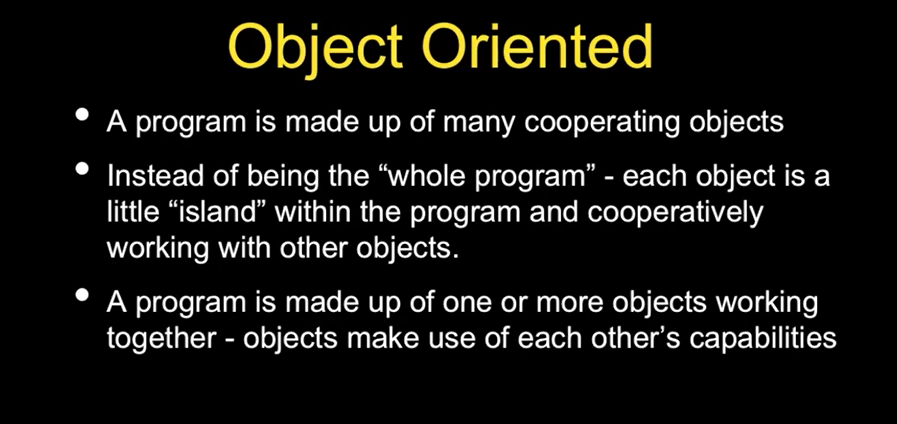 Object Oriented
• A program is made up of many cooperating objects
• Instead of being the “whole program” - each object is a
little “island” within the program and cooperatively
working with other objects.
• A program is made up of one or more objects working
together - objects make use of each other’s capabilities